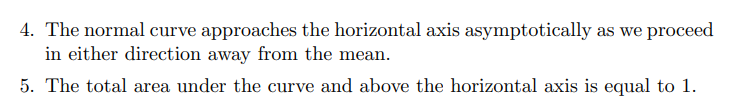 4. The normal curve approaches the horizontal axis asymptotically as we proceed
in either direction away from the mean.
5. The total area under the curve and above the horizontal axis is equal to 1.